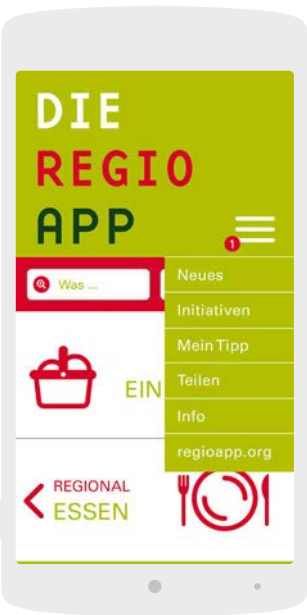 DIE
REGIO
APP
1
Was ...
Neues
Initiativen
Mein Tipp
Teilen
Info
regioapp.org
EIN
REGIONAL
ESSEN